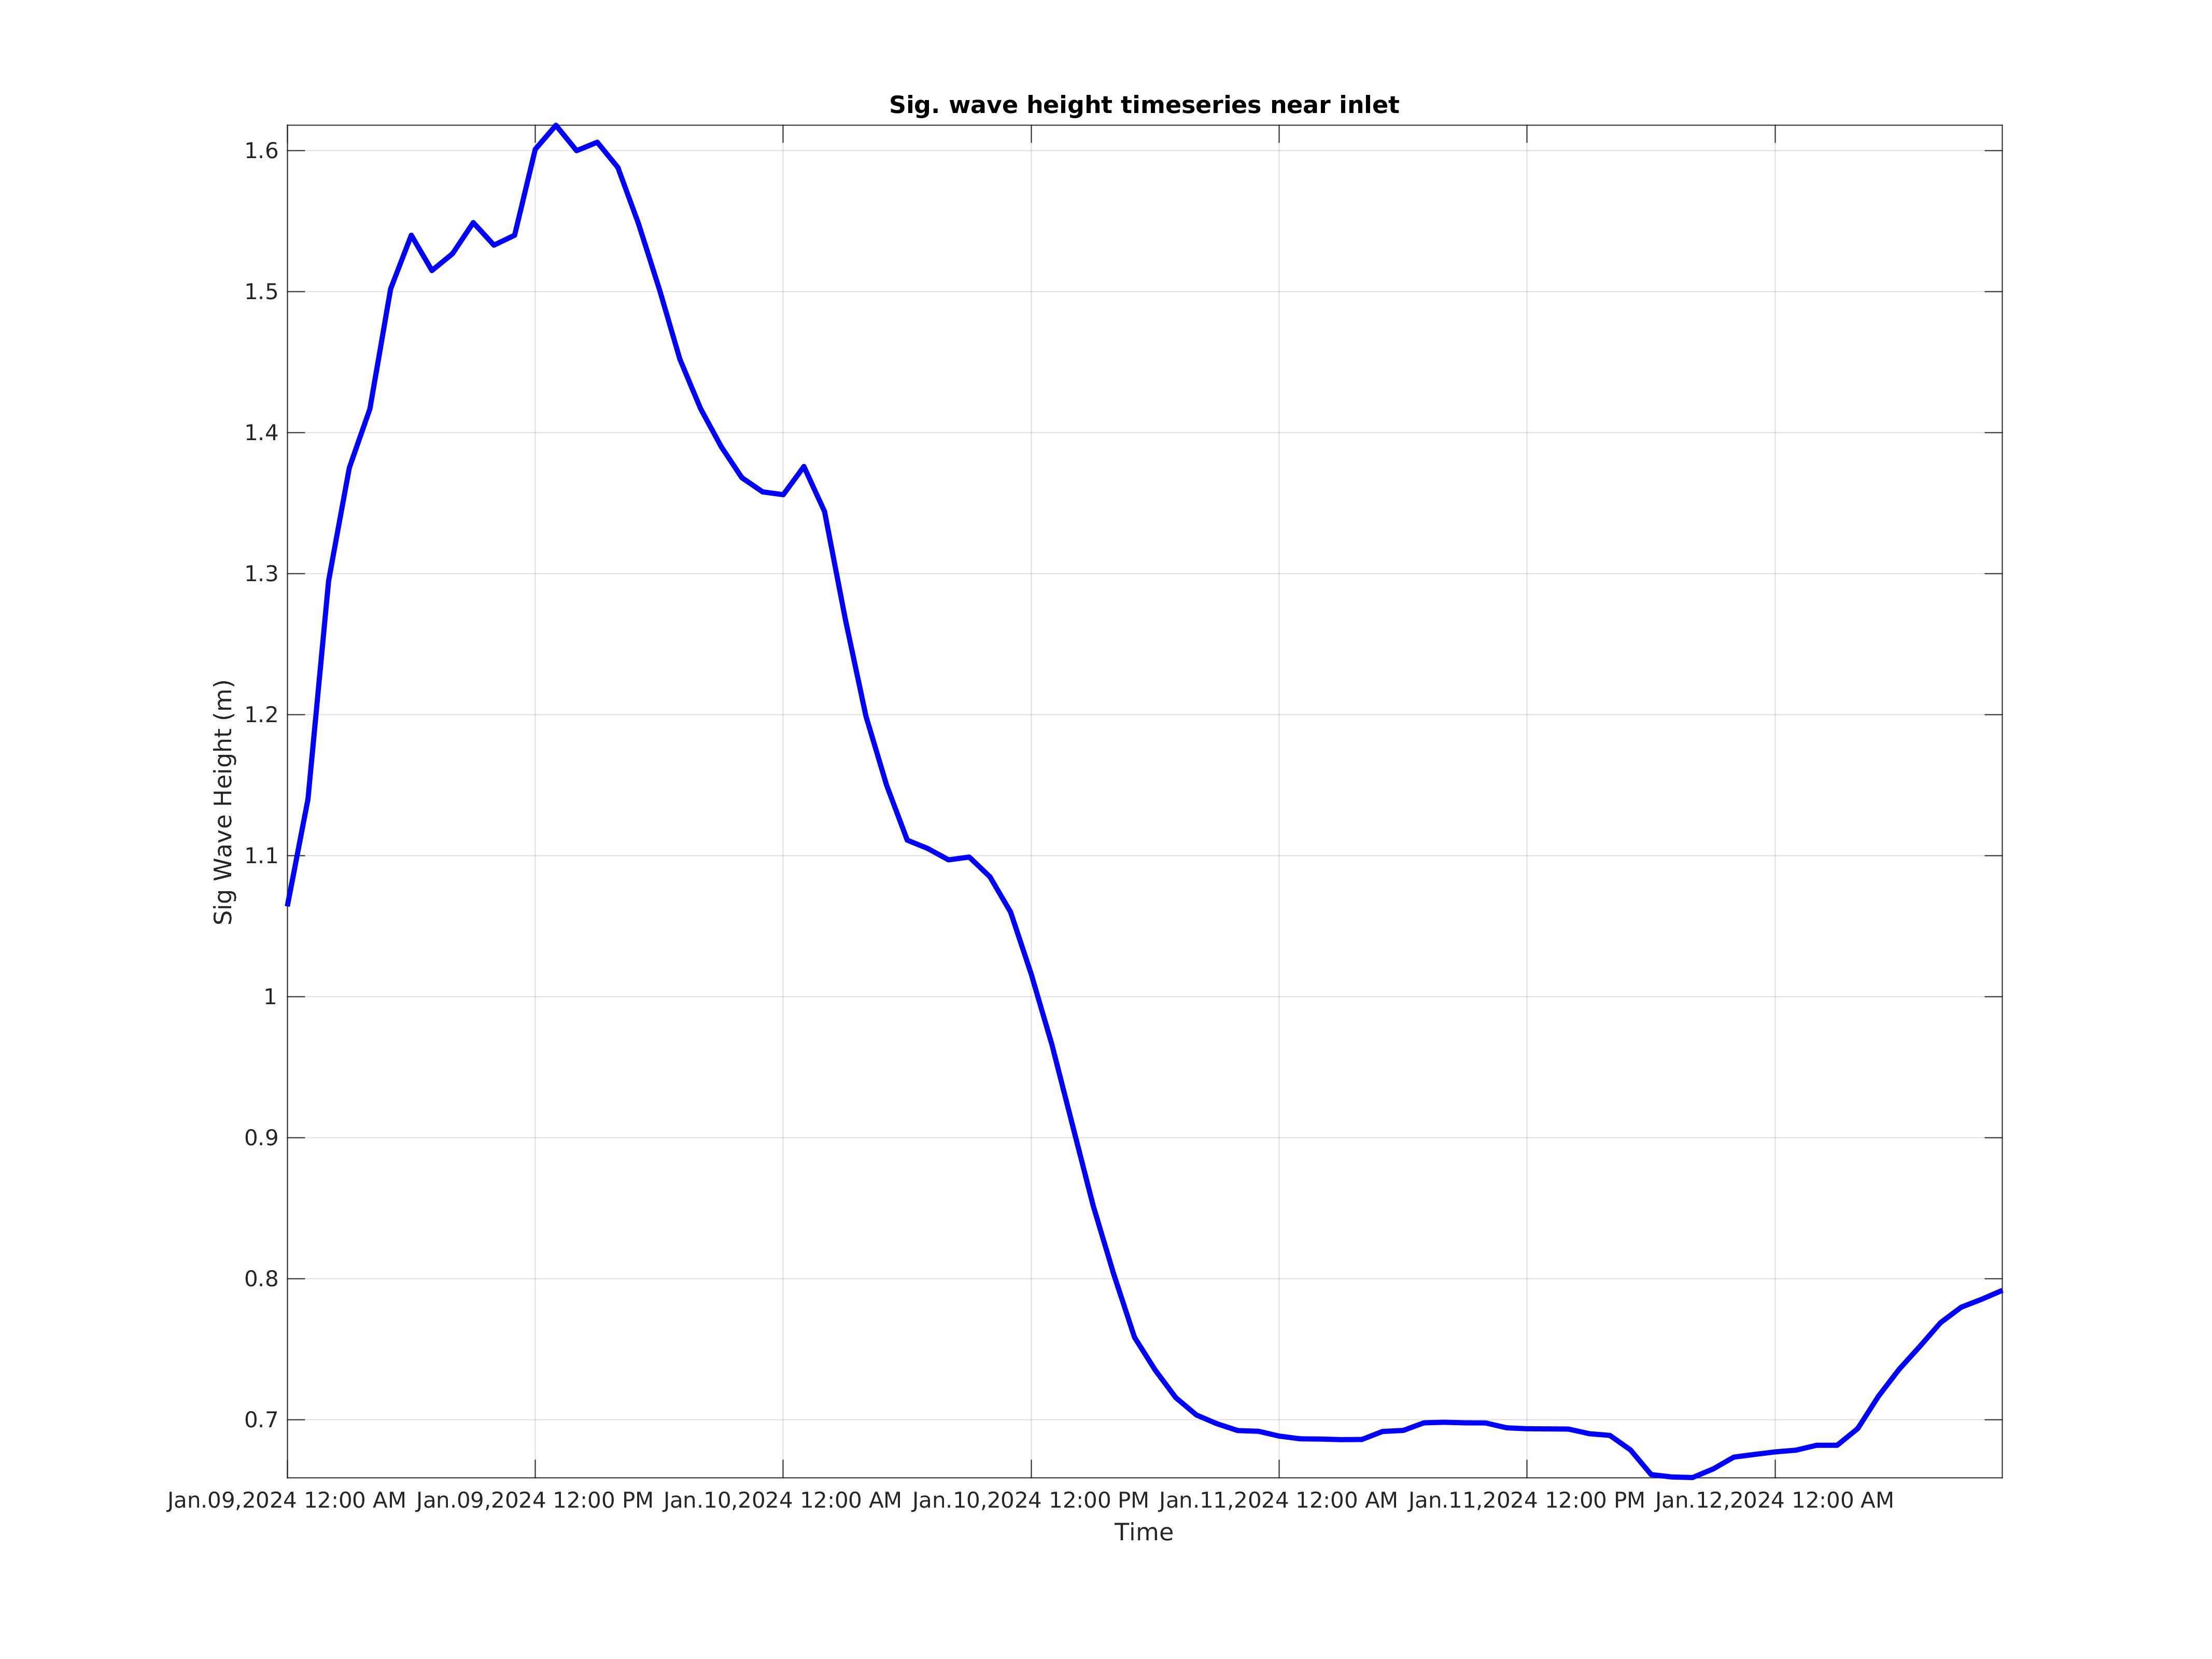 Sig. wave height timeseries near inlet
Sig Wave Height (m)
1.6
1.5
1.4
1.3
1.2
1.1
1
0.9
0.8
0.7
Jan.09,2024 12:00 AM Jan.09,2024 12:00 PM Jan.10,2024 12:00 AM Jan.10,2024 12:00 PM Jan.11,2024 12:00 AM Jan.11,2024 12:00 PM Jan.12,2024 12:00 AM
Time